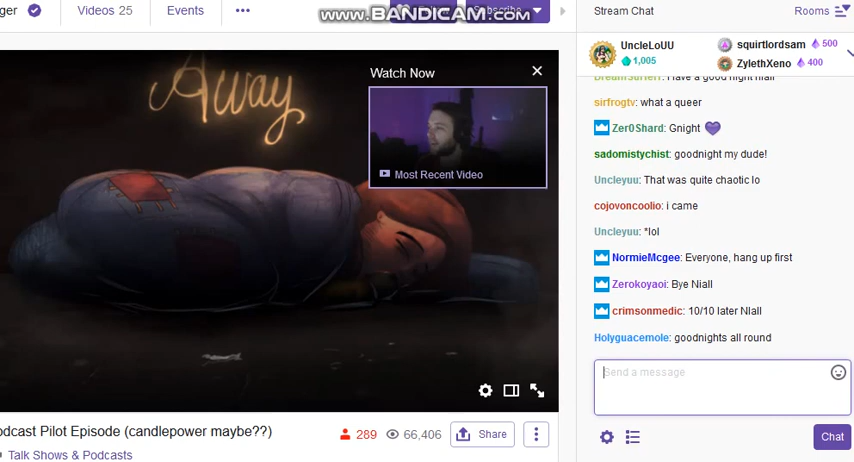 ger Videos 25 Events ...
www.BANDICAM.com
Subscribe
Stream Chat Rooms
UncleLoUU
1,005
squirtlordsam 500
ZylethXeno 400
Away
Watch Now
Most Recent Video
DreamSurferr: Have a good night niall
sirfrogtv: what a queer
Zer0Shard: Gnight
sadomistychist: goodnight my dude!
Uncleyuu: That was quite chaotic lo
cojovoncoolio: i came
Uncleyuu: *lol
NormieMcgee: Everyone, hang up first
Zerokoyaoi: Bye Niall
crimsonmedic: 10/10 later NIall
Holyguacemole: goodnights all round
Send a message
Chat
odcast Pilot Episode (candlepower maybe??)
289 66,406 Share
Talk Shows & Podcasts